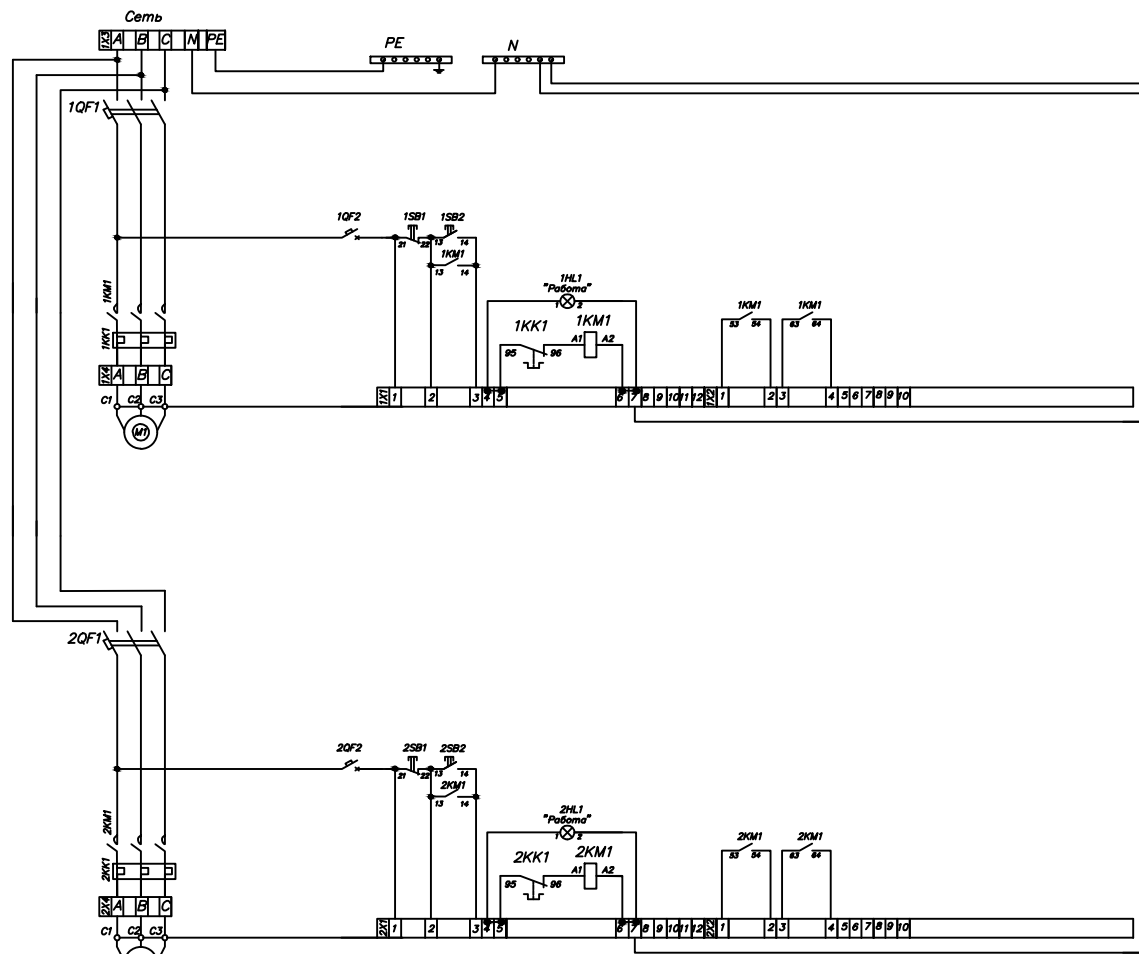 Сеть
1X3 A B C N PE
PE
N
1QF1
1QF2 1SB1 1SB2
21 22 13 14
1KM1
13 14
1KM1
1HL1
"Работа"
1 2
1KM1 1KM1
53 54 63 64
1KK1 1KM1
95 96 A1 A2
1KK1
1X4 A B C
1X1 1 2 3 4 5 6 7 8 9 10 11 12 1X2 1 2 3 4 5 6 7 8 9 10
C1 C2 C3
M1
2QF1
2QF2 2SB1 2SB2
21 22 13 14
2KM1
13 14
2KM1
2HL1
"Работа"
1 2
2KM1 2KM1
53 54 63 64
2KK1 2KM1
95 96 A1 A2
2KK1
2X4 A B C
2X1 1 2 3 4 5 6 7 8 9 10 11 12 2X2 1 2 3 4 5 6 7 8 9 10
C1 C2 C3